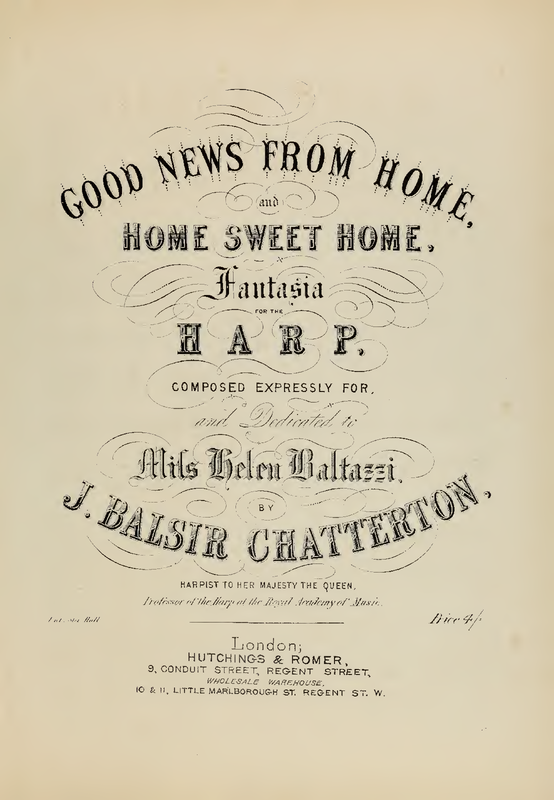 GOOD NEWS FROM HOME,
and
HOME SWEET HOME,
Fantasia
FOR THE
HARP.
COMPOSED EXPRESSLY FOR,
and Dedicated to
Miſs Helen Baltazzi.
BY
J. BALSIR CHATTERTON,
HARPIST TO HER MAJESTY THE QUEEN,
Professor of the Harp at the Royal Academy of Music.
Ent. Sta. Hall
Price 4/
London;
HUTCHINGS & ROMER,
9, CONDUIT STREET, REGENT STREET,
WHOLESALE WAREHOUSE,
10 & 11, LITTLE MARLBOROUGH ST. REGENT ST. W.